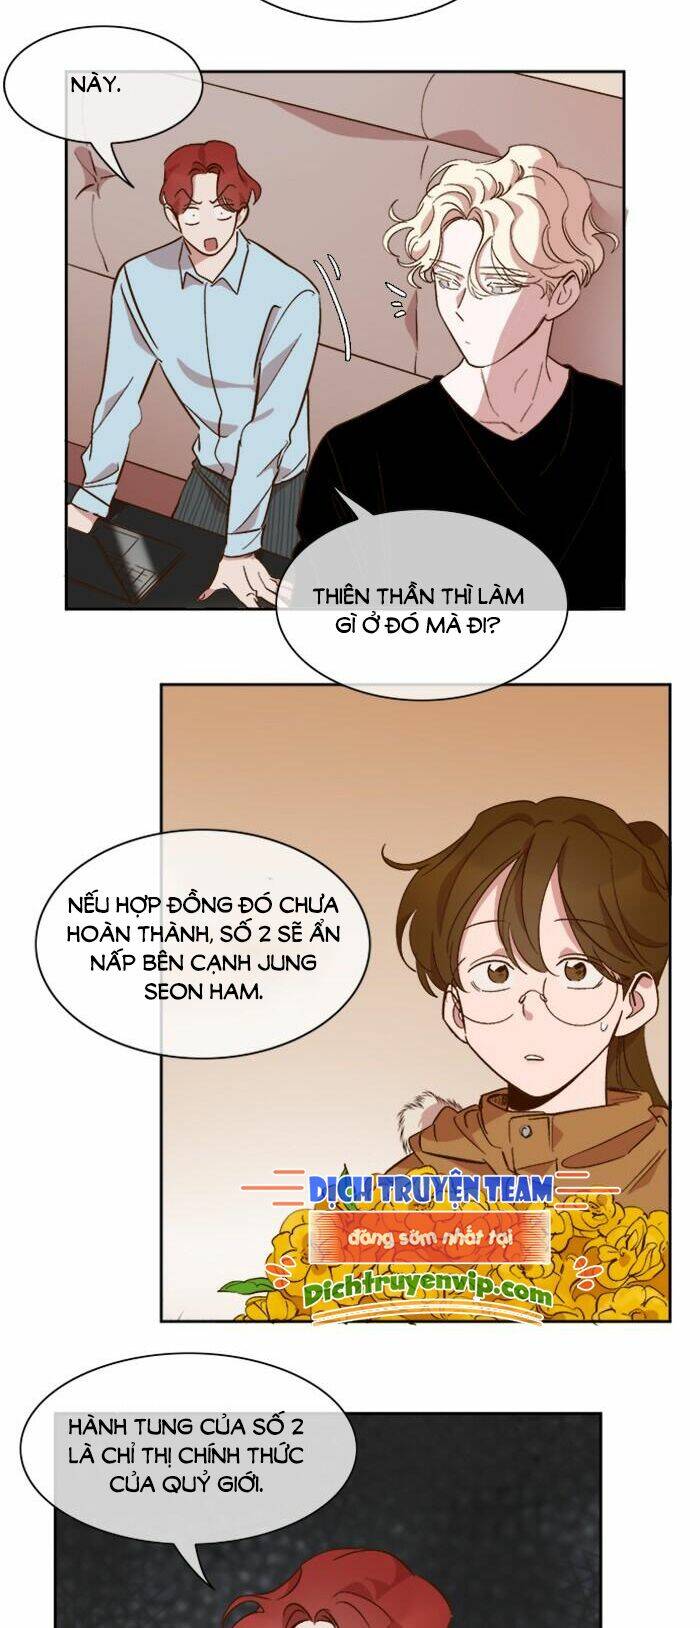 NÀY.
THIÊN THẦN THÌ LÀM
GÌ Ở ĐÓ MÀ ĐI?
NẾU HỢP ĐỒNG ĐÓ CHƯA
HOÀN THÀNH, SỐ 2 SẼ ẨN
NẤP BÊN CẠNH JUNG
SEON HAM.
DỊCH TRUYỆN TEAM
đăng sớm nhất tại
Dichtruyenvip.com
HÀNH TUNG CỦA SỐ 2
LÀ CHỈ THỊ CHÍNH THỨC
CỦA QUỶ GIỚI.